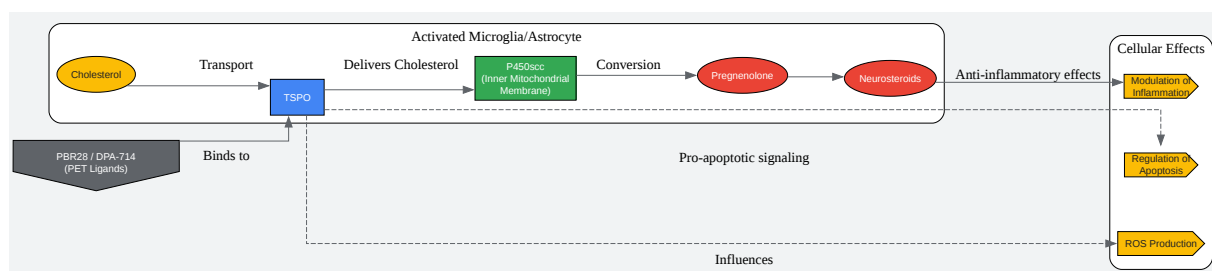 Activated Microglia/Astrocyte
Cellular Effects
Cholesterol
Transport
TSPO
Delivers Cholesterol
P450scc
(Inner Mitochondrial
Membrane)
Conversion
Pregnenolone
Neurosteroids
Anti-inflammatory effects
Modulation of
Inflammation
PBR28 / DPA-714
(PET Ligands)
Binds to
Pro-apoptotic signaling
Regulation of
Apoptosis
ROS Production
Influences